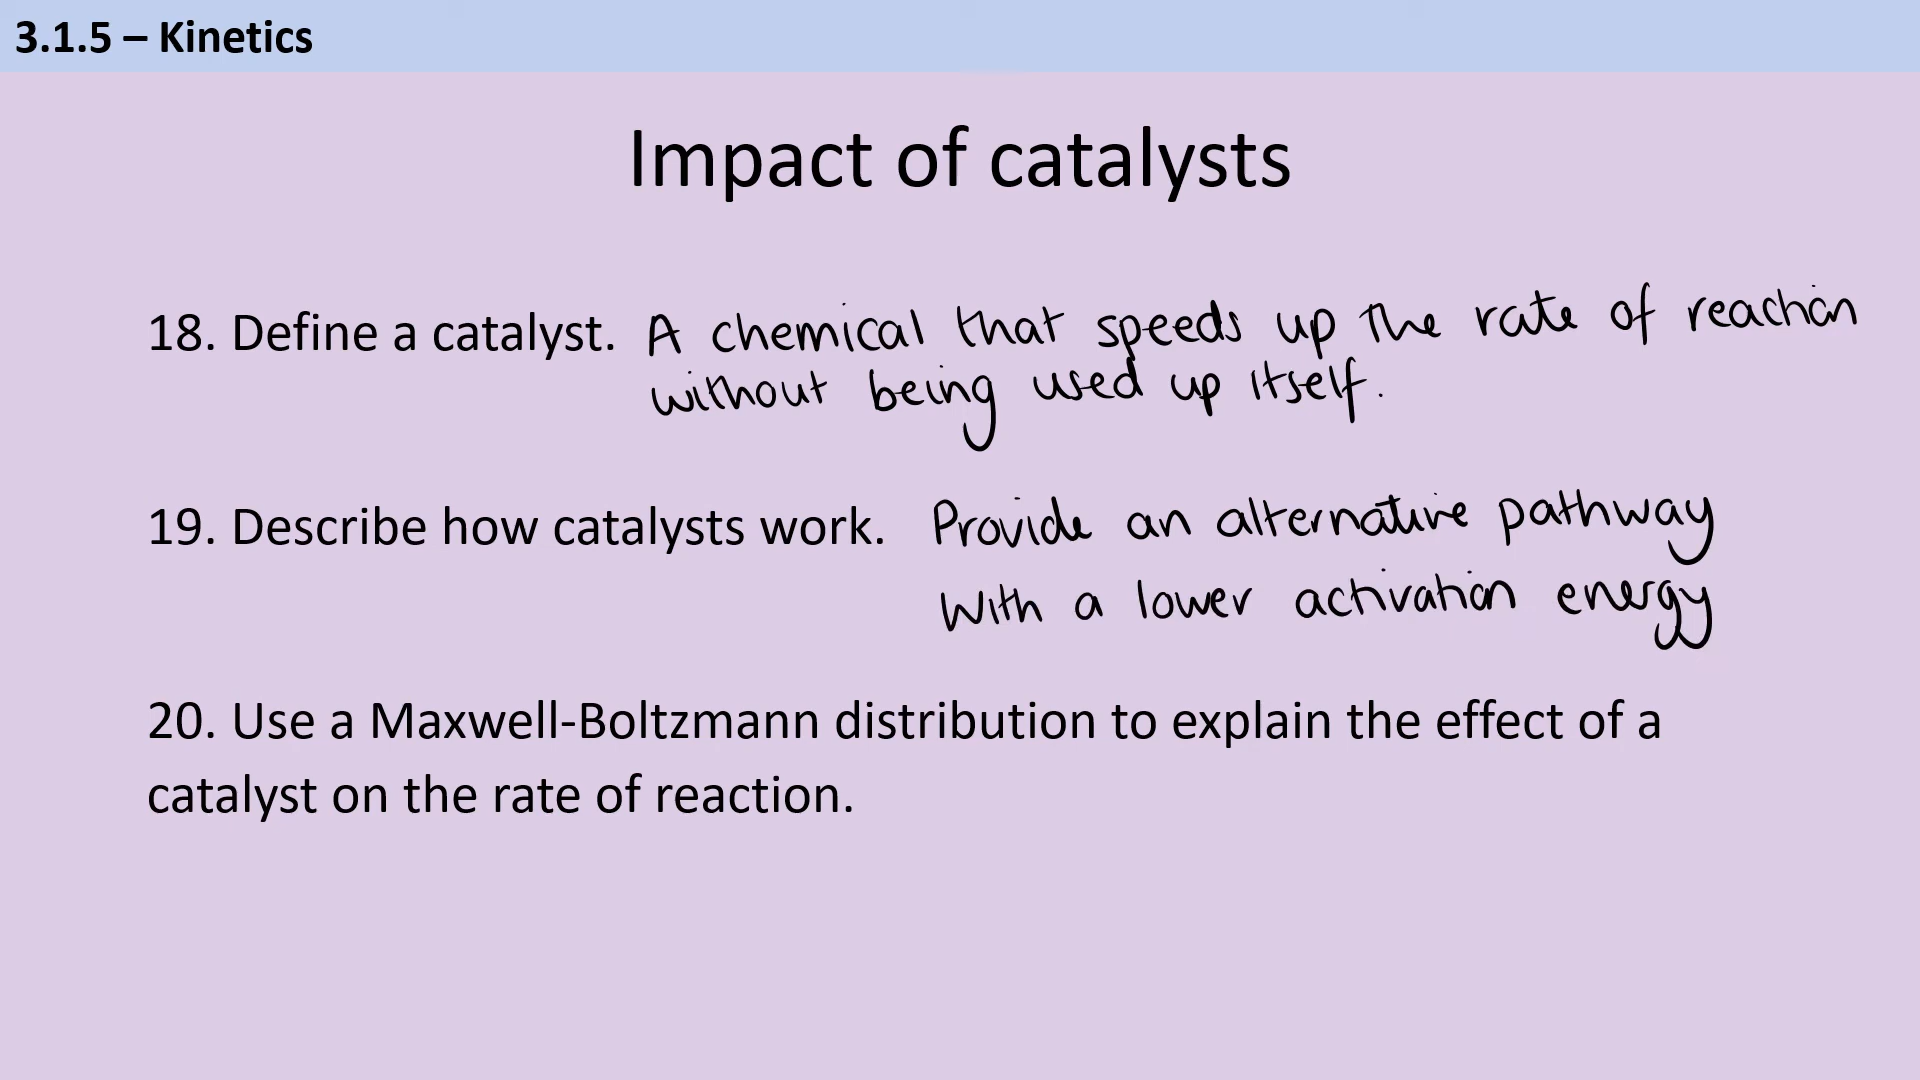 3.1.5 – Kinetics
Impact of catalysts
18. Define a catalyst. A chemical that speeds up the rate of reaction
without being used up itself.
19. Describe how catalysts work. Provide an alternative pathway
With a lower activation energy
20. Use a Maxwell-Boltzmann distribution to explain the effect of a
catalyst on the rate of reaction.